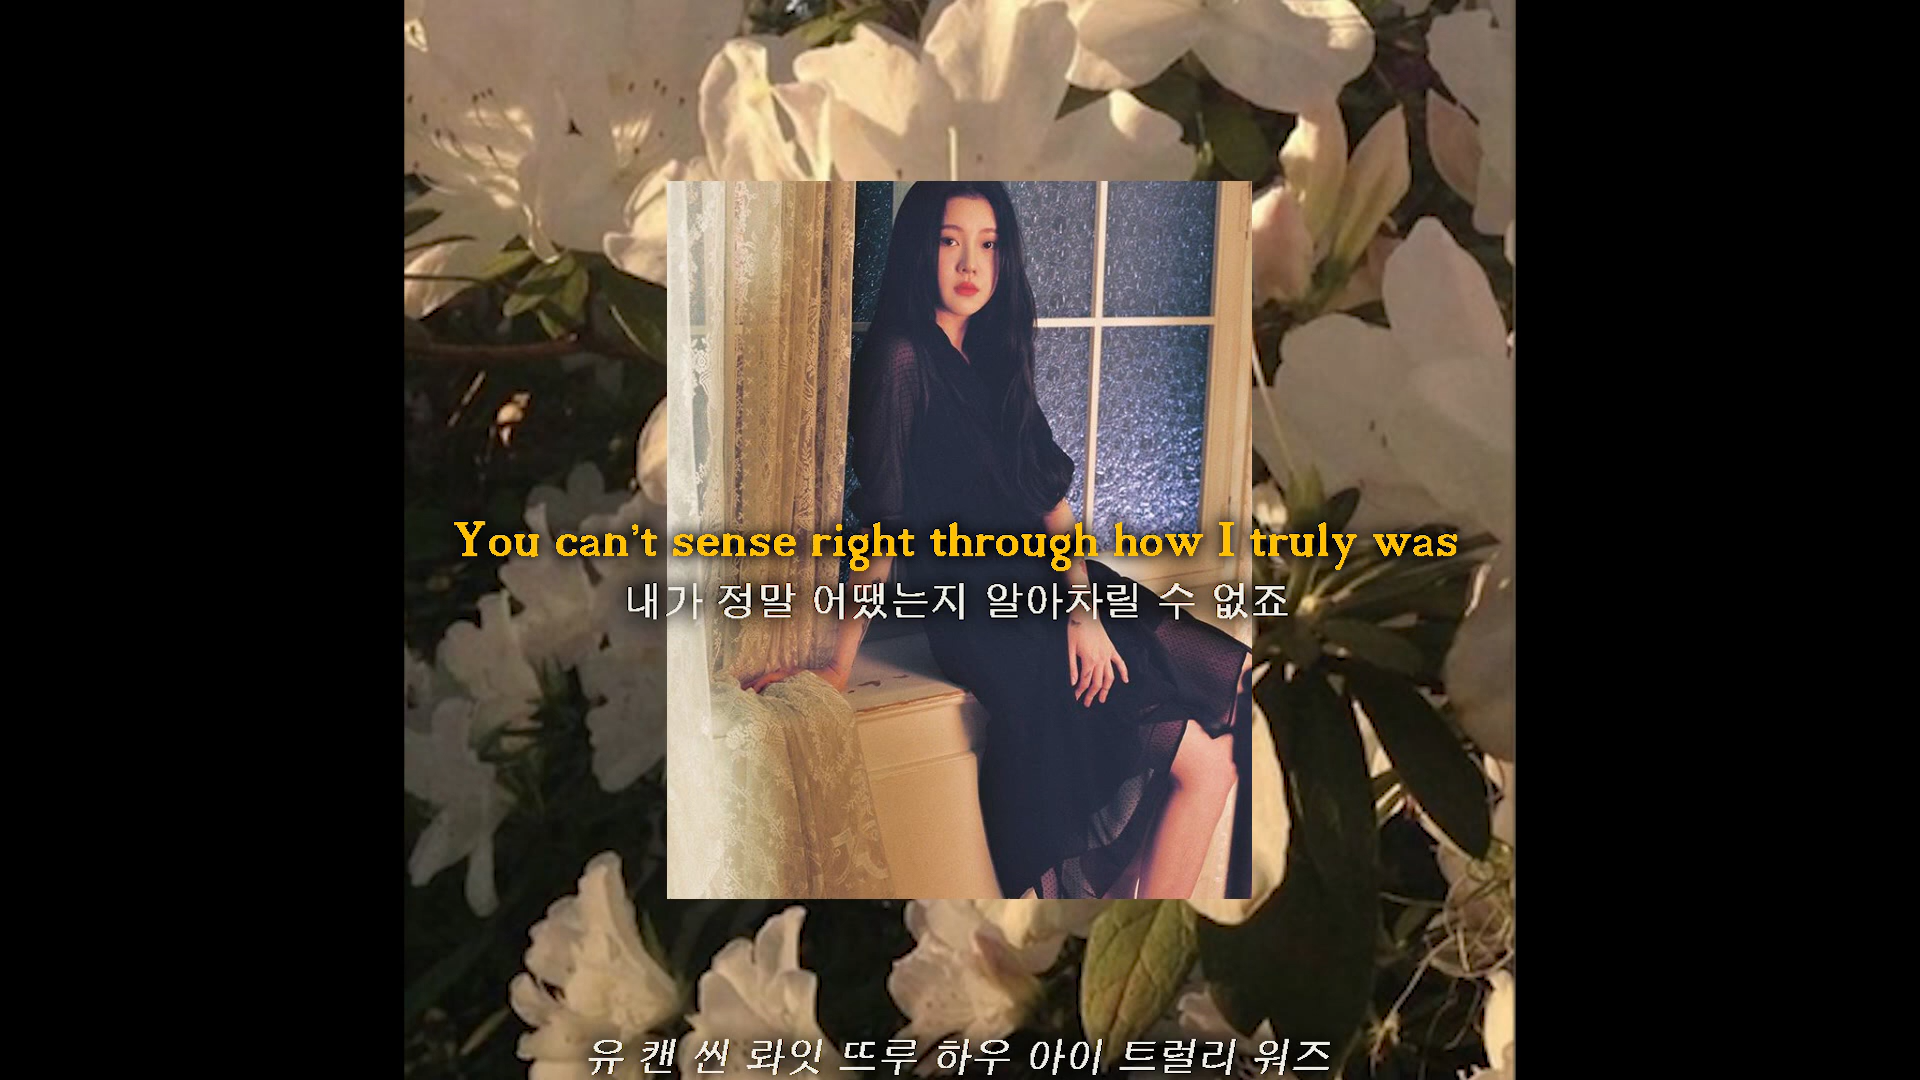 You can't sense right through how I truly was
내가 정말 어땠는지 알아차릴 수 없죠
유 캔 씬 롸잇 뜨루 하우 아이 트럴리 워즈